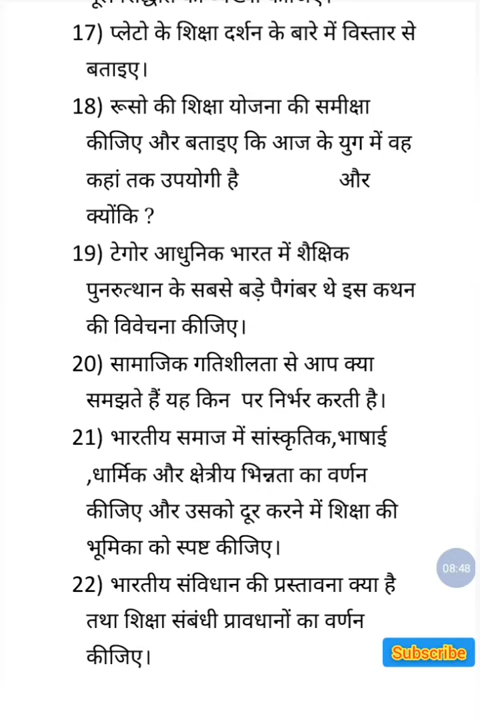 17) प्लेटो के शिक्षा दर्शन के बारे में विस्तार से
बताइए।
18) रूसो की शिक्षा योजना की समीक्षा
कीजिए और बताइए कि आज के युग में वह
कहां तक उपयोगी है और
क्योंकि ?
19) टेगोर आधुनिक भारत में शैक्षिक
पुनरुत्थान के सबसे बड़े पैगंबर थे इस कथन
की विवेचना कीजिए।
20) सामाजिक गतिशीलता से आप क्या
समझते हैं यह किन पर निर्भर करती है।
21) भारतीय समाज में सांस्कृतिक,भाषाई
,धार्मिक और क्षेत्रीय भिन्नता का वर्णन
कीजिए और उसको दूर करने में शिक्षा की
भूमिका को स्पष्ट कीजिए।
08:48
22) भारतीय संविधान की प्रस्तावना क्या है
तथा शिक्षा संबंधी प्रावधानों का वर्णन
कीजिए।
Subscribe